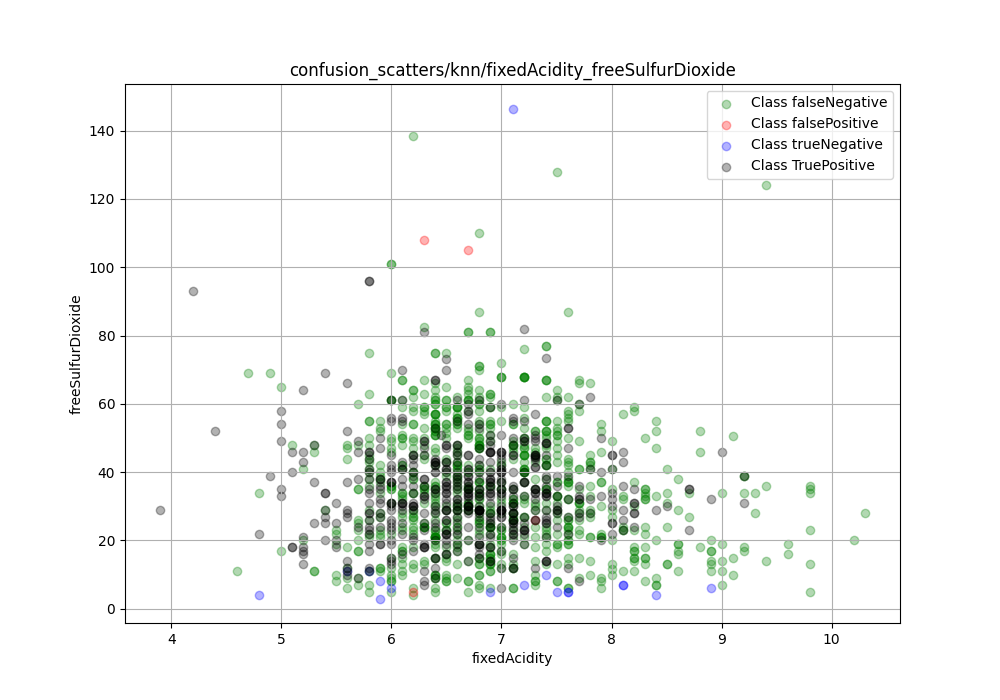 confusion_scatters/knn/fixedAcidity_freeSulfurDioxide
Class falseNegative
Class falsePositive
Class trueNegative
Class TruePositive
freeSulfurDioxide
140
120
100
80
60
40
20
0
4 5 6 7 8 9 10
fixedAcidity